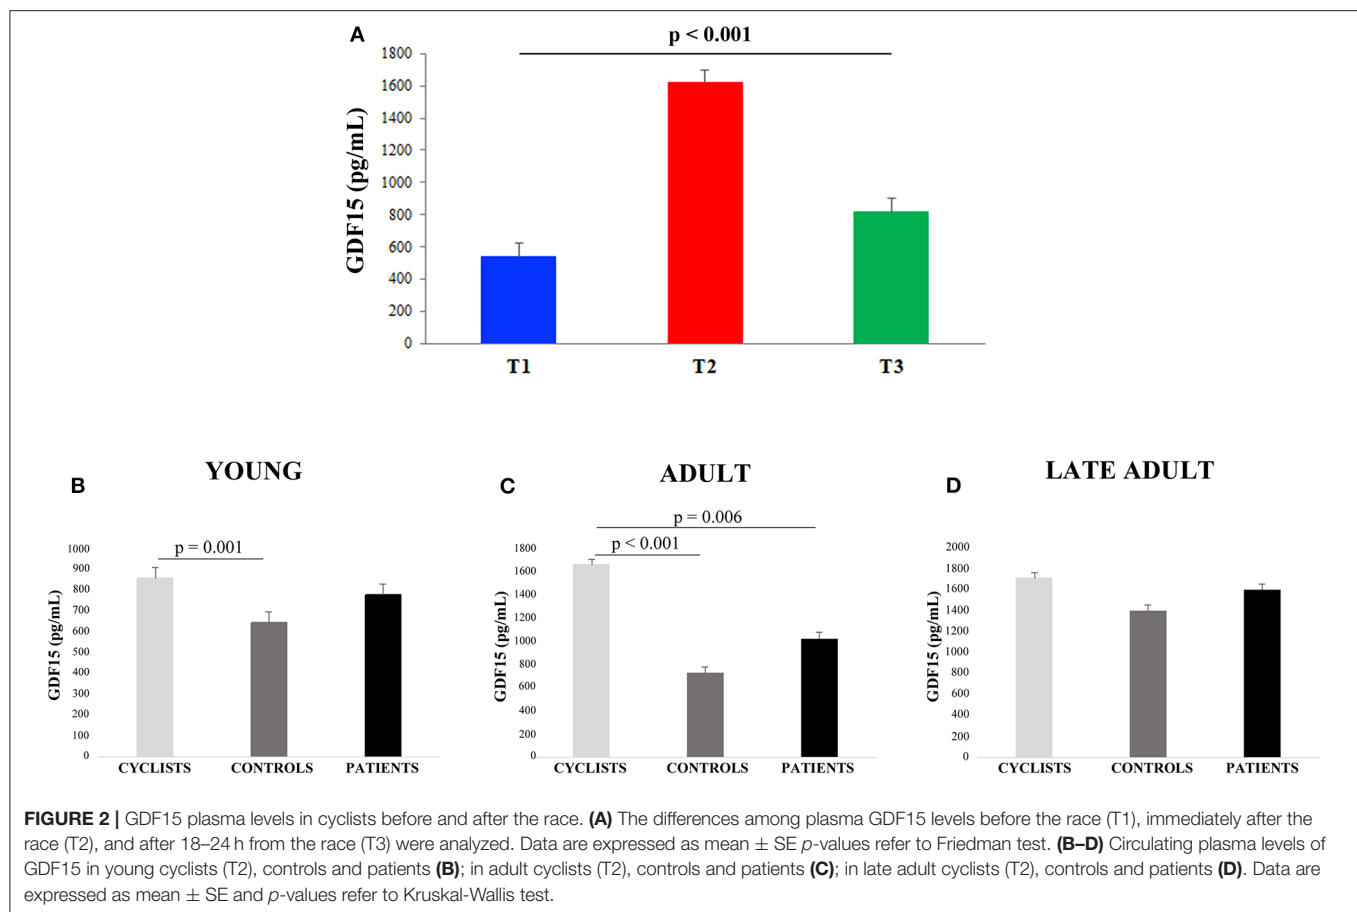 A
p < 0.001
GDF15 (pg/mL)
1800
1600
1400
1200
1000
800
600
400
200
0
T1 T2 T3
YOUNG
B
p = 0.001
GDF15 (pg/mL)
1000
900
800
700
600
500
400
300
200
100
0
CYCLISTS CONTROLS PATIENTS
ADULT
C
p = 0.006
p < 0.001
GDF15 (pg/mL)
1800
1600
1400
1200
1000
800
600
400
200
0
CYCLISTS CONTROLS PATIENTS
LATE ADULT
D
GDF15 (pg/mL)
2000
1800
1600
1400
1200
1000
800
600
400
200
0
CYCLISTS CONTROLS PATIENTS
FIGURE 2 | GDF15 plasma levels in cyclists before and after the race. (A) The differences among plasma GDF15 levels before the race (T1), immediately after the
race (T2), and after 18–24 h from the race (T3) were analyzed. Data are expressed as mean ± SE p-values refer to Friedman test. (B–D) Circulating plasma levels of
GDF15 in young cyclists (T2), controls and patients (B); in adult cyclists (T2), controls and patients (C); in late adult cyclists (T2), controls and patients (D). Data are
expressed as mean ± SE and p-values refer to Kruskal-Wallis test.